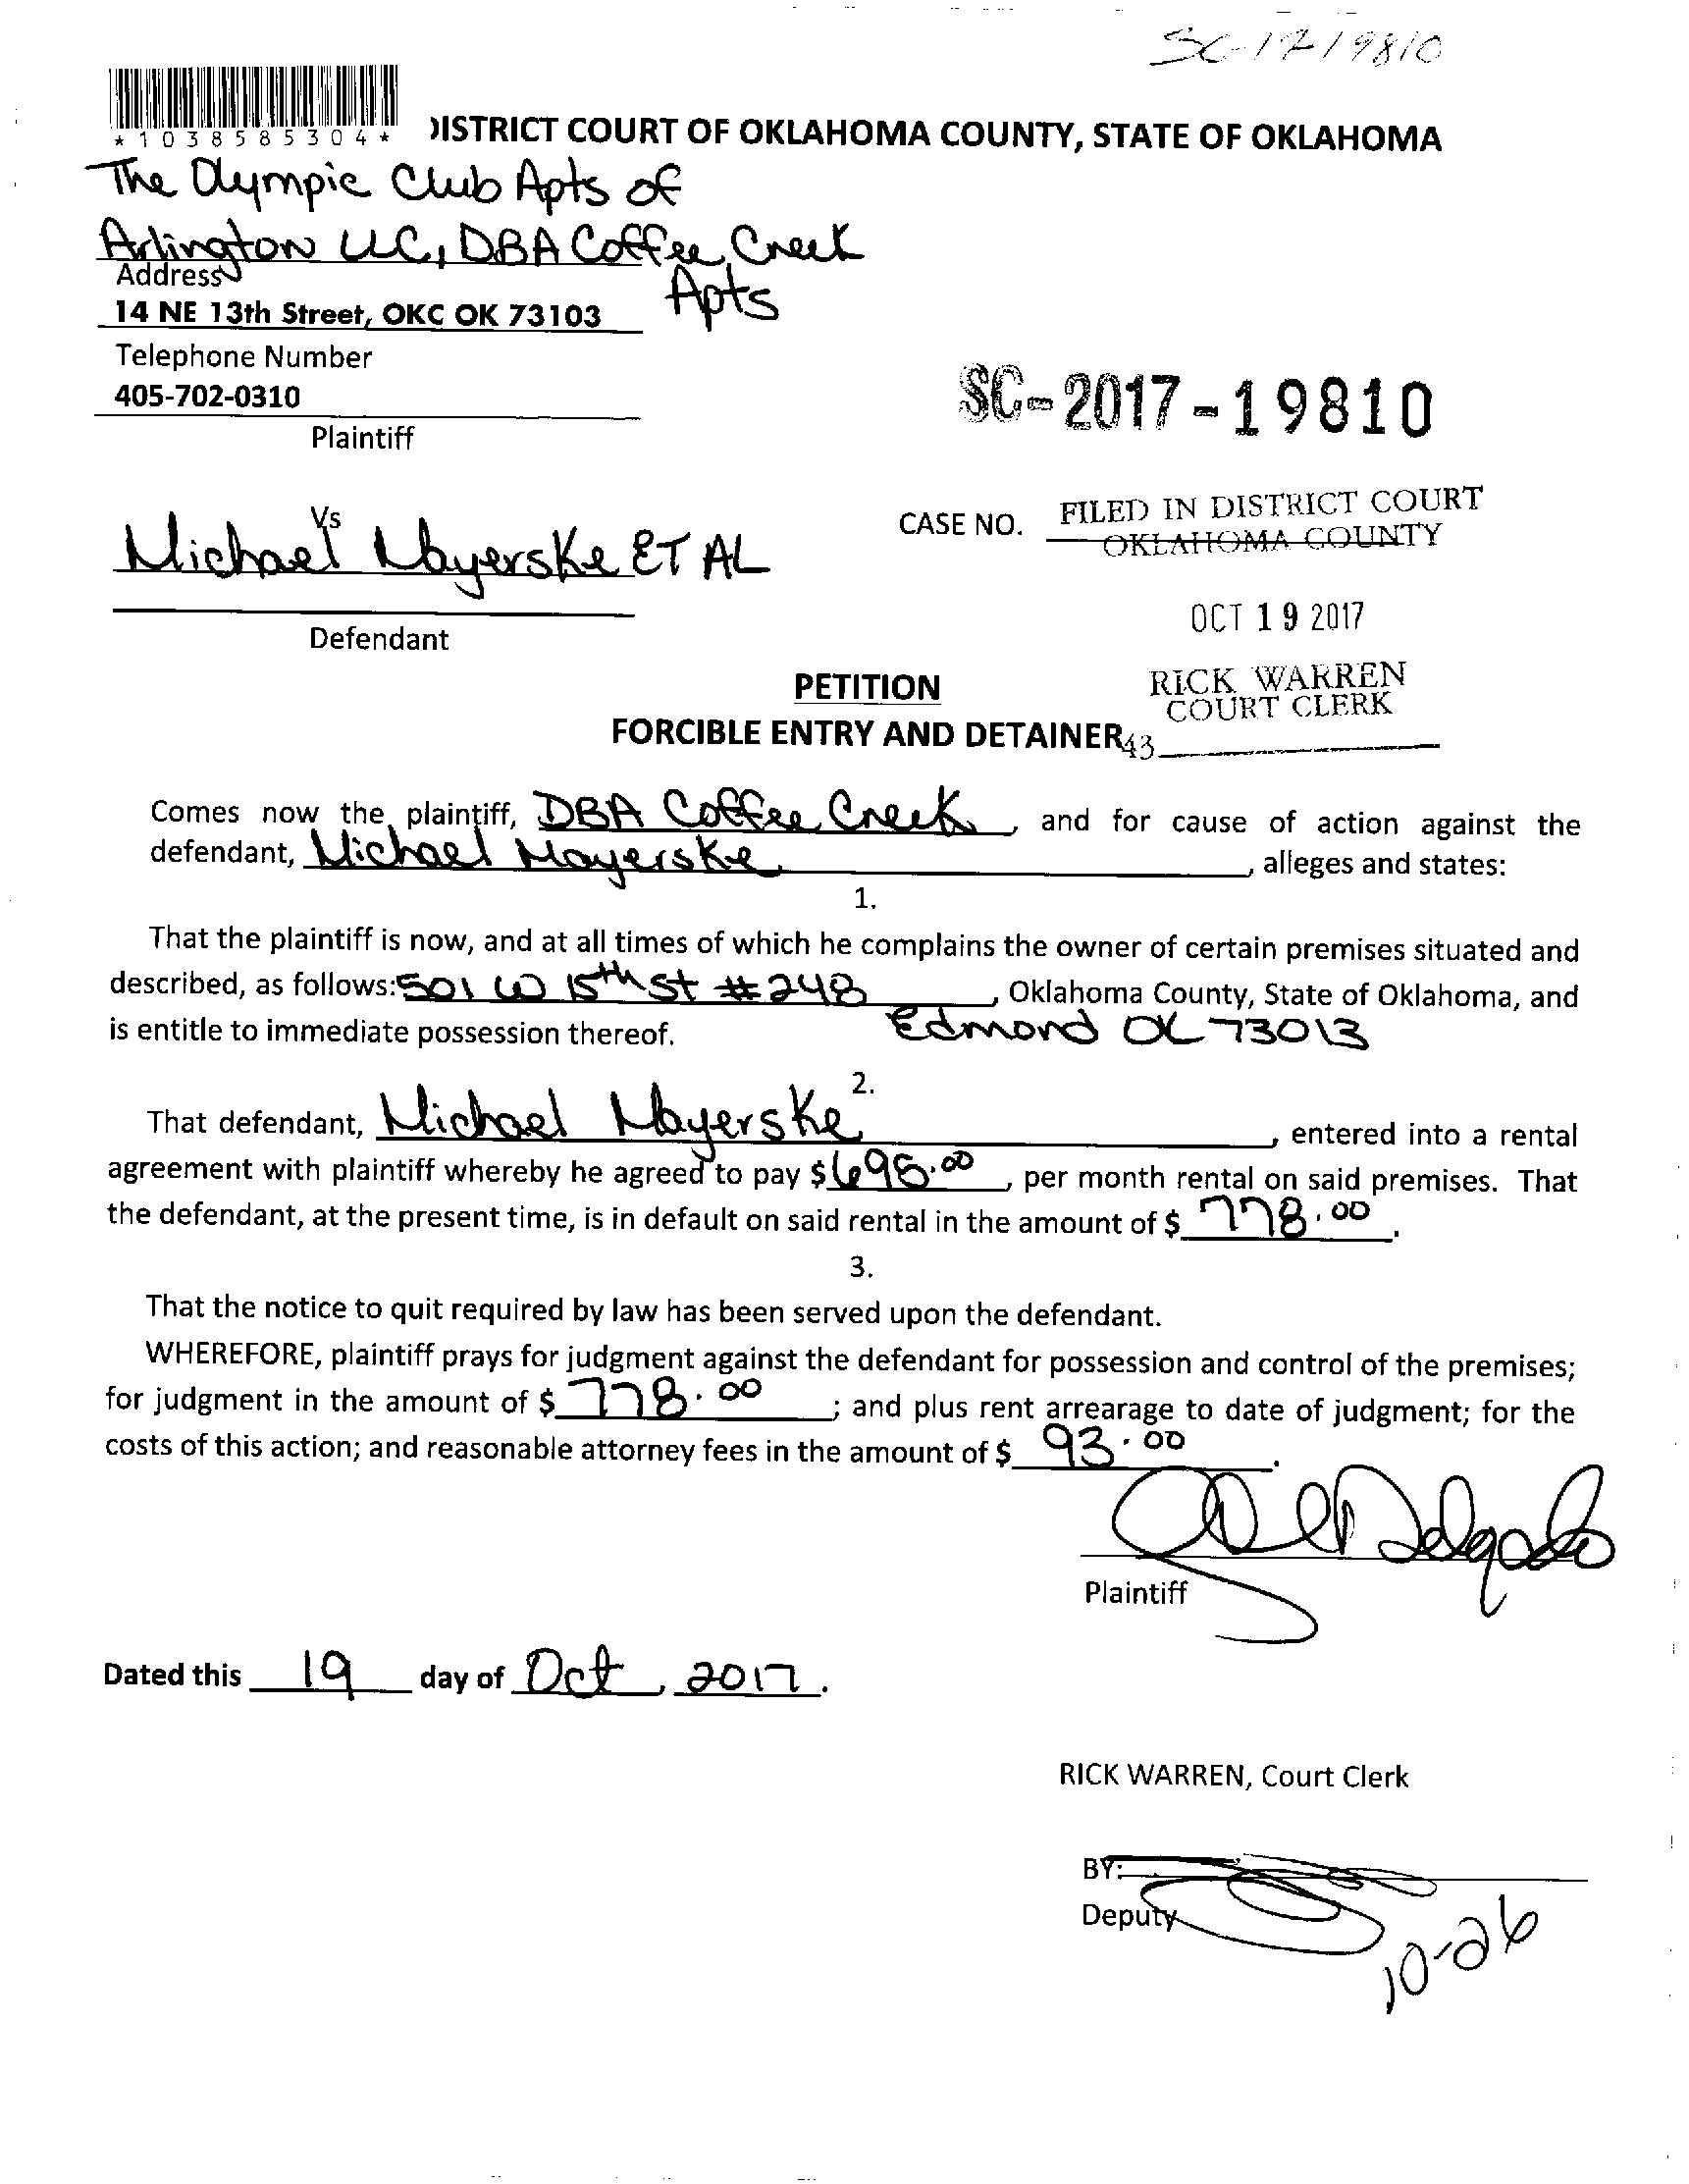 SC-17-19810
*1038585304*
DISTRICT COURT OF OKLAHOMA COUNTY, STATE OF OKLAHOMA
The Olympic Club Apts of
Arlington LLC, DBA Coffee Creek
Apts
Address
14 NE 13th Street, OKC OK 73103
Telephone Number
405-702-0310
Plaintiff
SC-2017-19810
Vs
Michael Mayerske ET AL
Defendant
CASE NO.
FILED IN DISTRICT COURT
OKLAHOMA COUNTY
OCT 19 2017
RICK WARREN
COURT CLERK
43
PETITION
FORCIBLE ENTRY AND DETAINER
Comes now the plaintiff, DBA Coffee Creek, and for cause of action against the
defendant, Michael Mayerske, alleges and states:
1.
That the plaintiff is now, and at all times of which he complains the owner of certain premises situated and
described, as follows: 501 W 15th St #248, Oklahoma County, State of Oklahoma, and
is entitle to immediate possession thereof. Edmond OK 73013
2.
That defendant, Michael Mayerske, entered into a rental
agreement with plaintiff whereby he agreed to pay $ 695.00, per month rental on said premises. That
the defendant, at the present time, is in default on said rental in the amount of $ 778.00.
3.
That the notice to quit required by law has been served upon the defendant.
WHEREFORE, plaintiff prays for judgment against the defendant for possession and control of the premises;
for judgment in the amount of $ 778.00; and plus rent arrearage to date of judgment; for the
costs of this action; and reasonable attorney fees in the amount of $ 93.00.
Delgado
Plaintiff
Dated this 19 day of Oct, 2017.
RICK WARREN, Court Clerk
BY:
Deputy
10-26